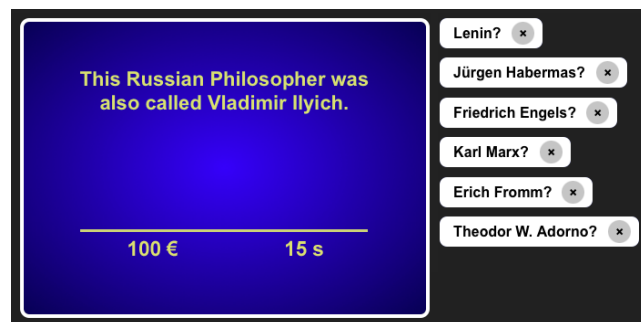 This Russian Philosopher was
also called Vladimir Ilyich.
100 € 15 s
Lenin? ×
Jürgen Habermas? ×
Friedrich Engels? ×
Karl Marx? ×
Erich Fromm? ×
Theodor W. Adorno? ×